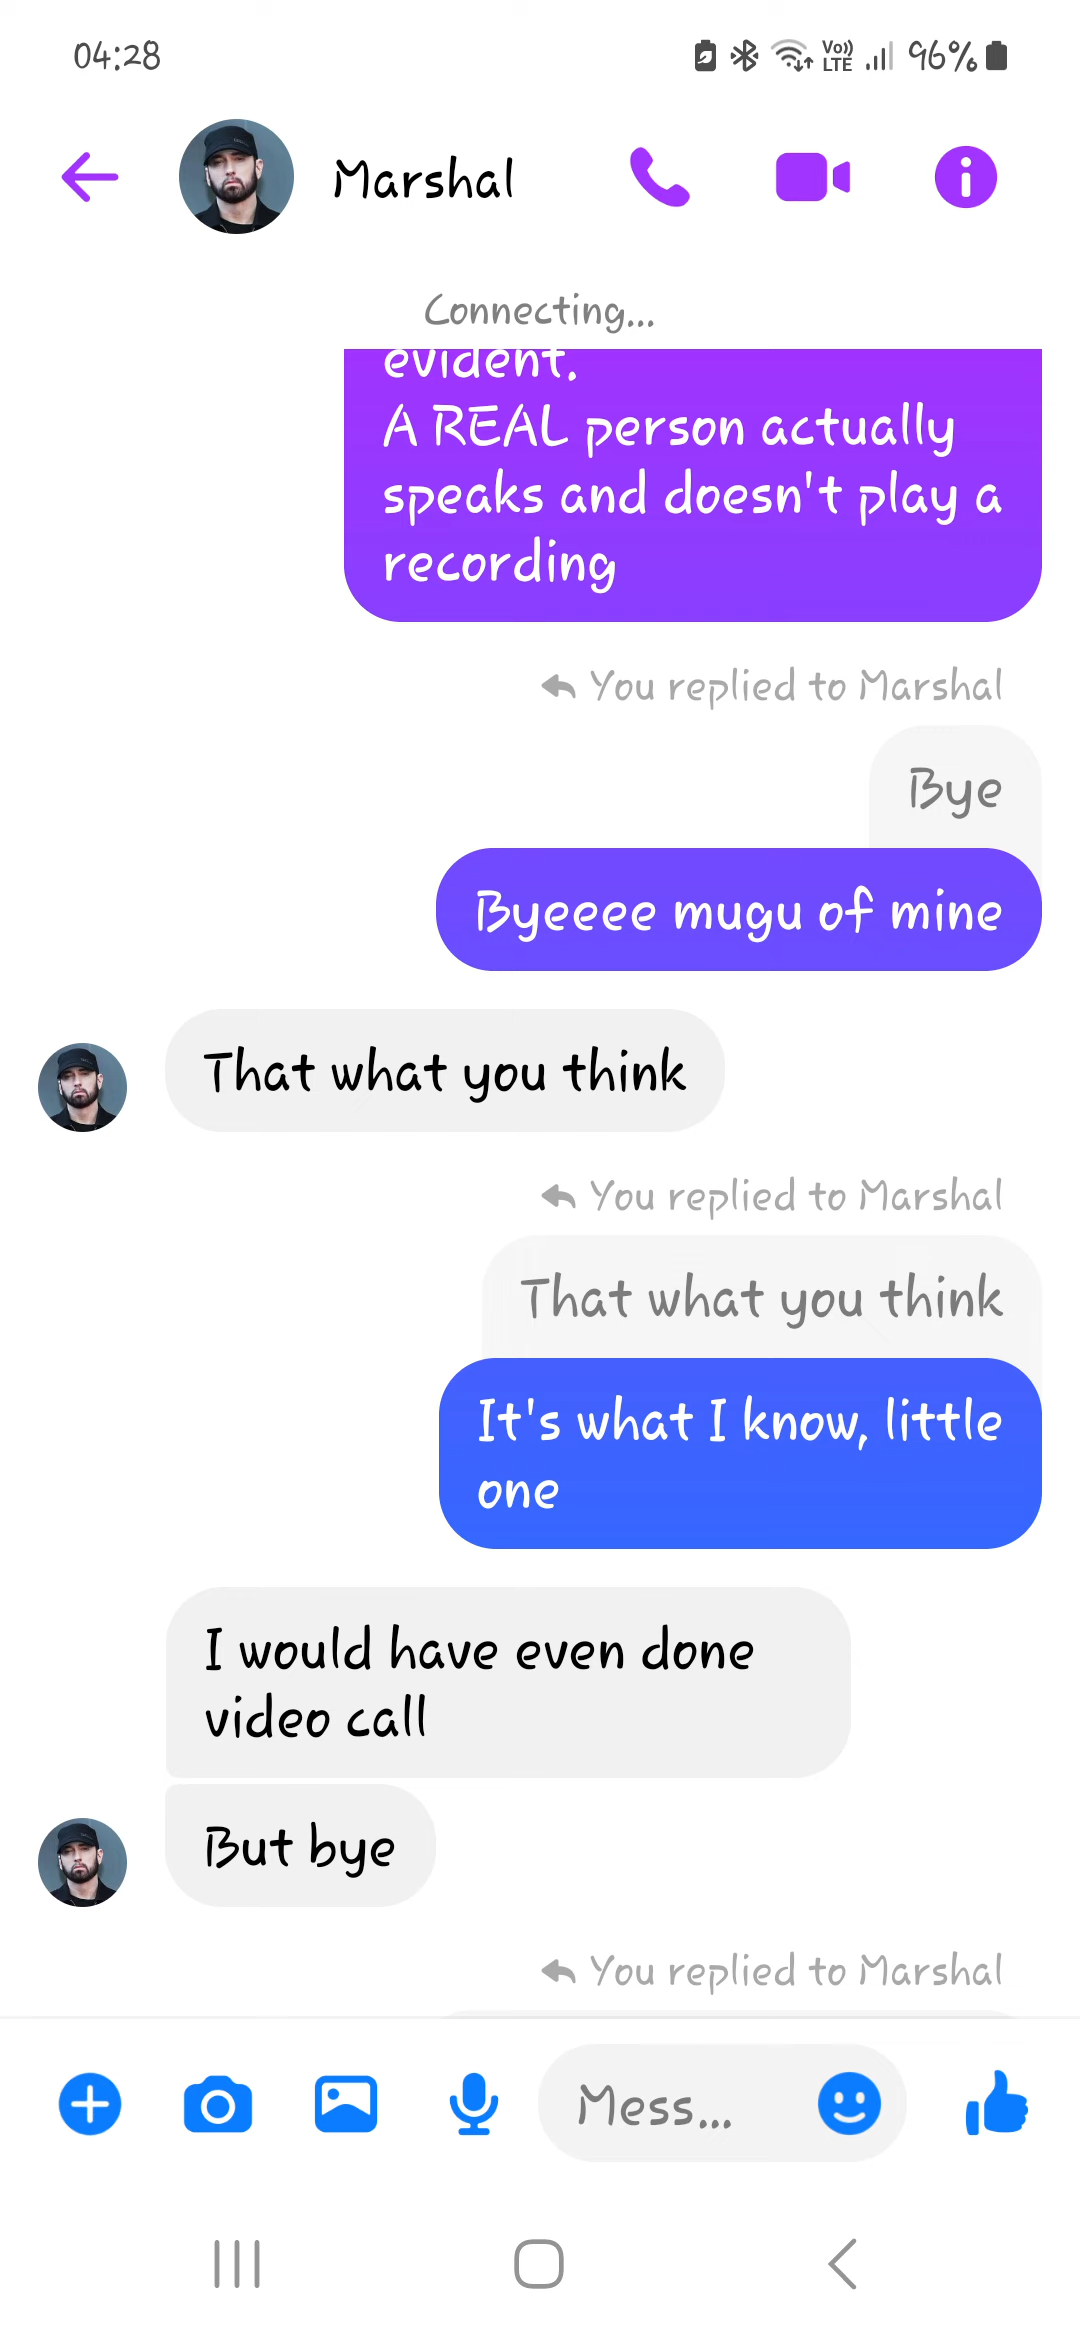 04:28
Vo)) LTE 96%
Marshal
Connecting...
evident.
A REAL person actually
speaks and doesn't play a
recording
You replied to Marshal
Bye
Byeeee mugu of mine
That what you think
You replied to Marshal
That what you think
It's what I know, little
one
I would have even done
video call
But bye
You replied to Marshal
Mess...